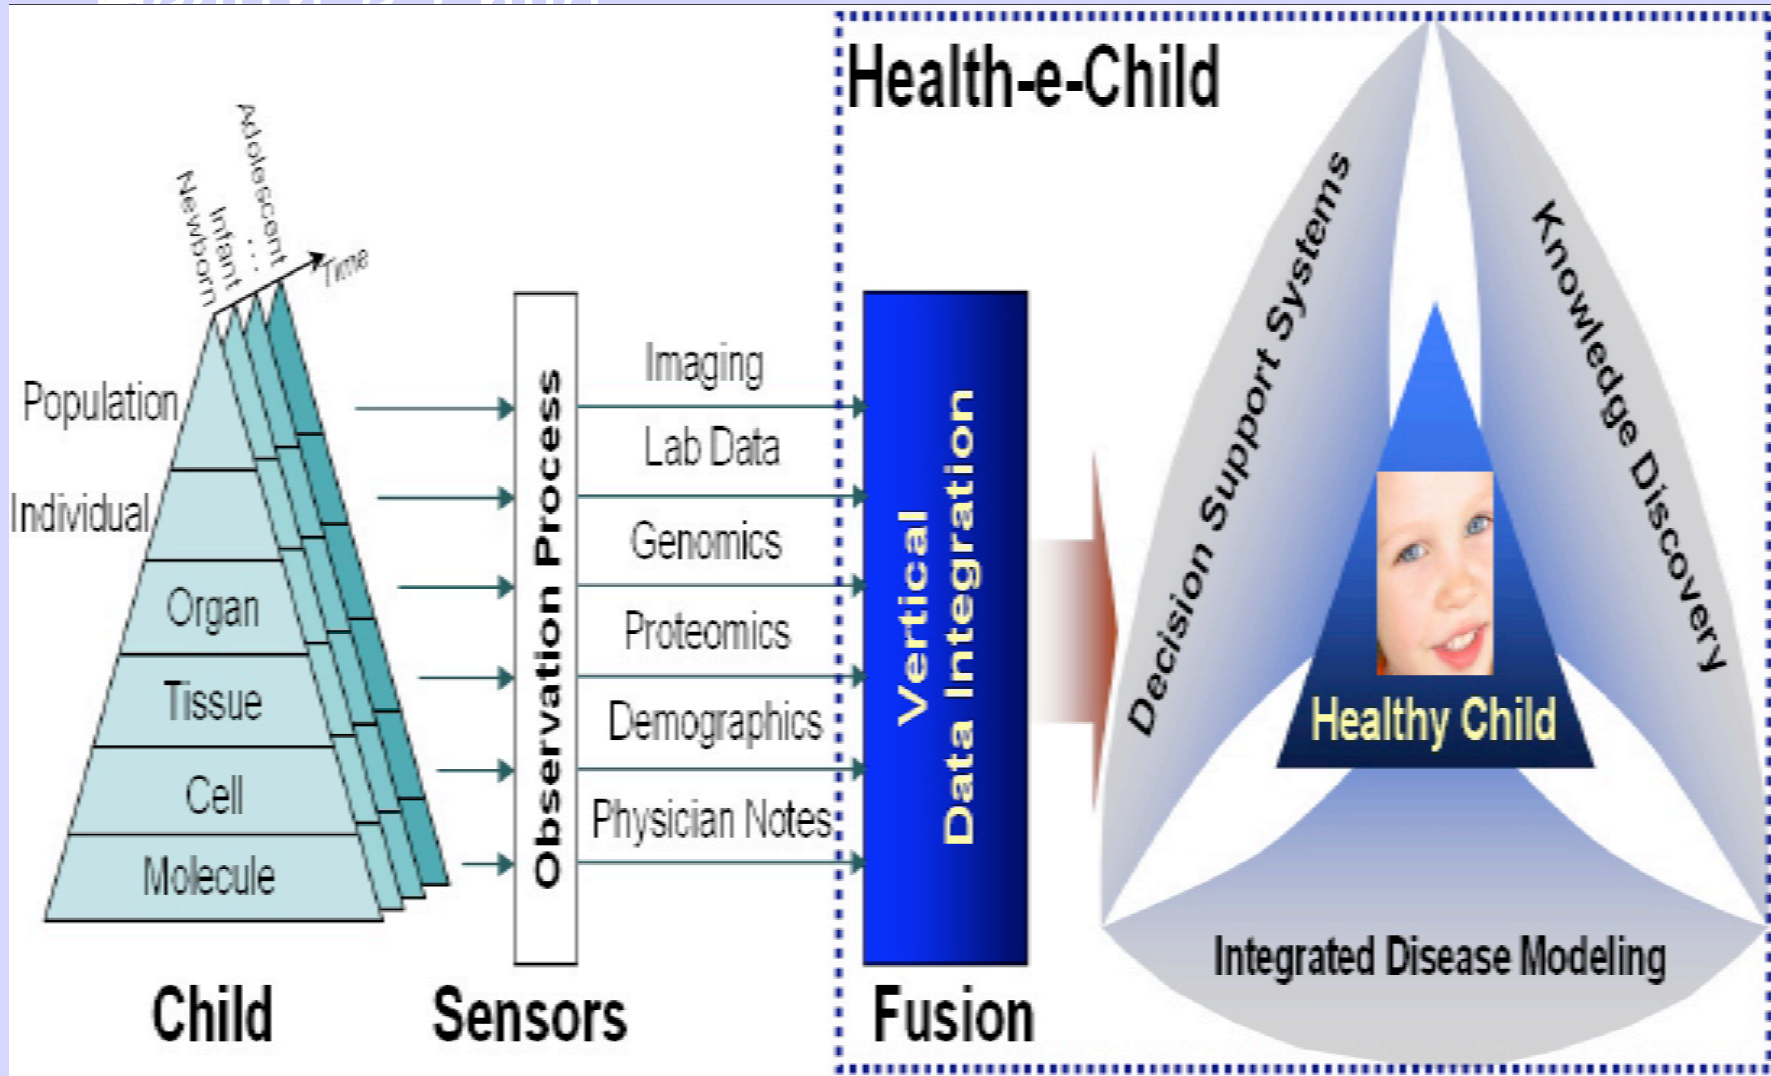 Health-e-Child
Adolescent
...
Infant
Newborn
Time
Population
Individual
Organ
Tissue
Cell
Molecule
Observation Process
Imaging
Lab Data
Genomics
Proteomics
Demographics
Physician Notes
Vertical
Data Integration
Decision Support Systems
Knowledge Discovery
Healthy Child
Integrated Disease Modeling
Child
Sensors
Fusion